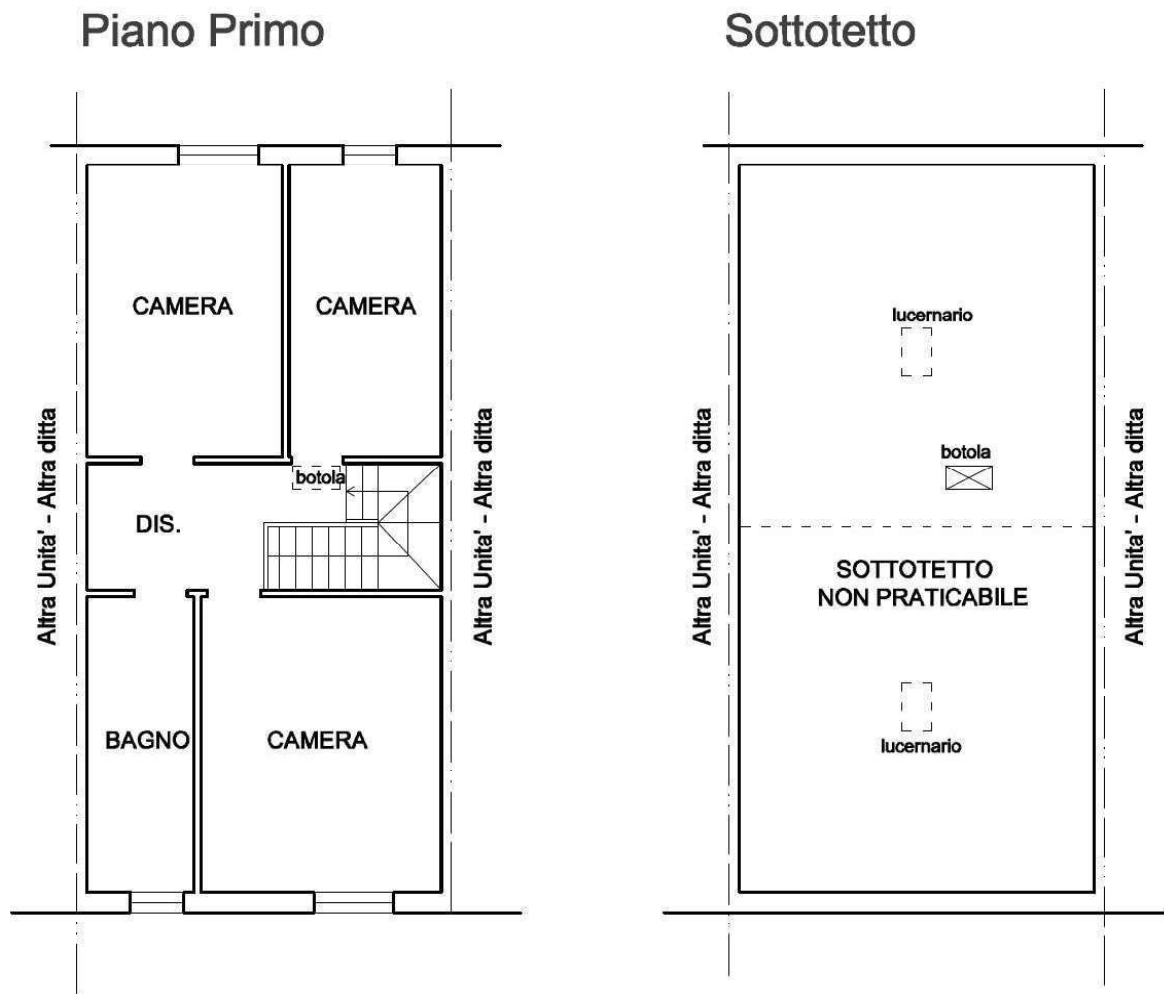 Piano Primo
CAMERA
CAMERA
botola
DIS.
BAGNO
CAMERA
Altra Unita' - Altra ditta
Altra Unita' - Altra ditta
Sottotetto
lucernario
botola
SOTTOTETTO
NON PRATICABILE
lucernario
Altra Unita' - Altra ditta
Altra Unita' - Altra ditta